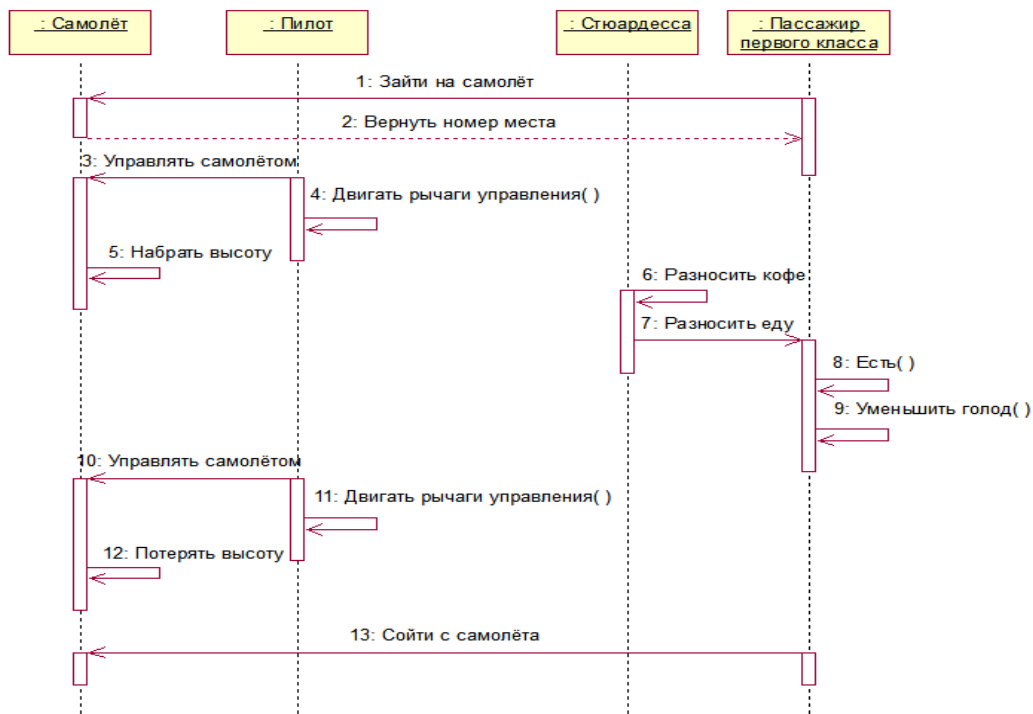 : Самолёт
: Пилот
: Стюардесса
: Пассажир
первого класса
1: Зайти на самолёт
2: Вернуть номер места
3: Управлять самолётом
4: Двигать рычаги управления( )
5: Набрать высоту
6: Разносить кофе
7: Разносить еду
8: Есть( )
9: Уменьшить голод( )
10: Управлять самолётом
11: Двигать рычаги управления( )
12: Потерять высоту
13: Сойти с самолёта